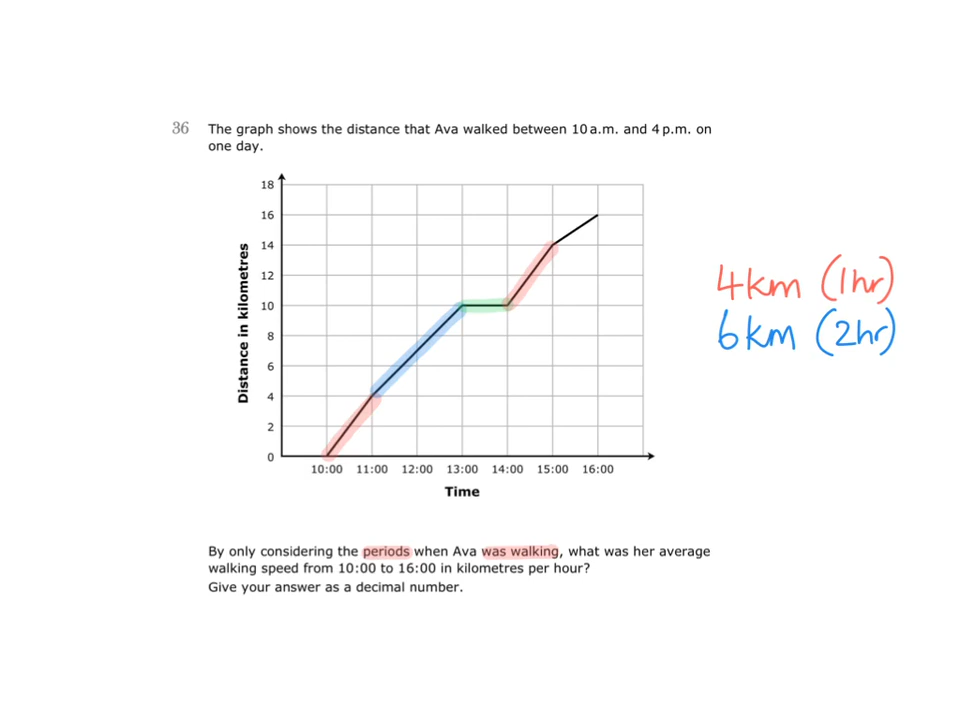 36 The graph shows the distance that Ava walked between 10 a.m. and 4 p.m. on
one day.
18
16
14
12
10
8
6
4
2
0
Distance in kilometres
10:00 11:00 12:00 13:00 14:00 15:00 16:00
Time
4km (1hr)
6km (2hr)
By only considering the periods when Ava was walking, what was her average
walking speed from 10:00 to 16:00 in kilometres per hour?
Give your answer as a decimal number.